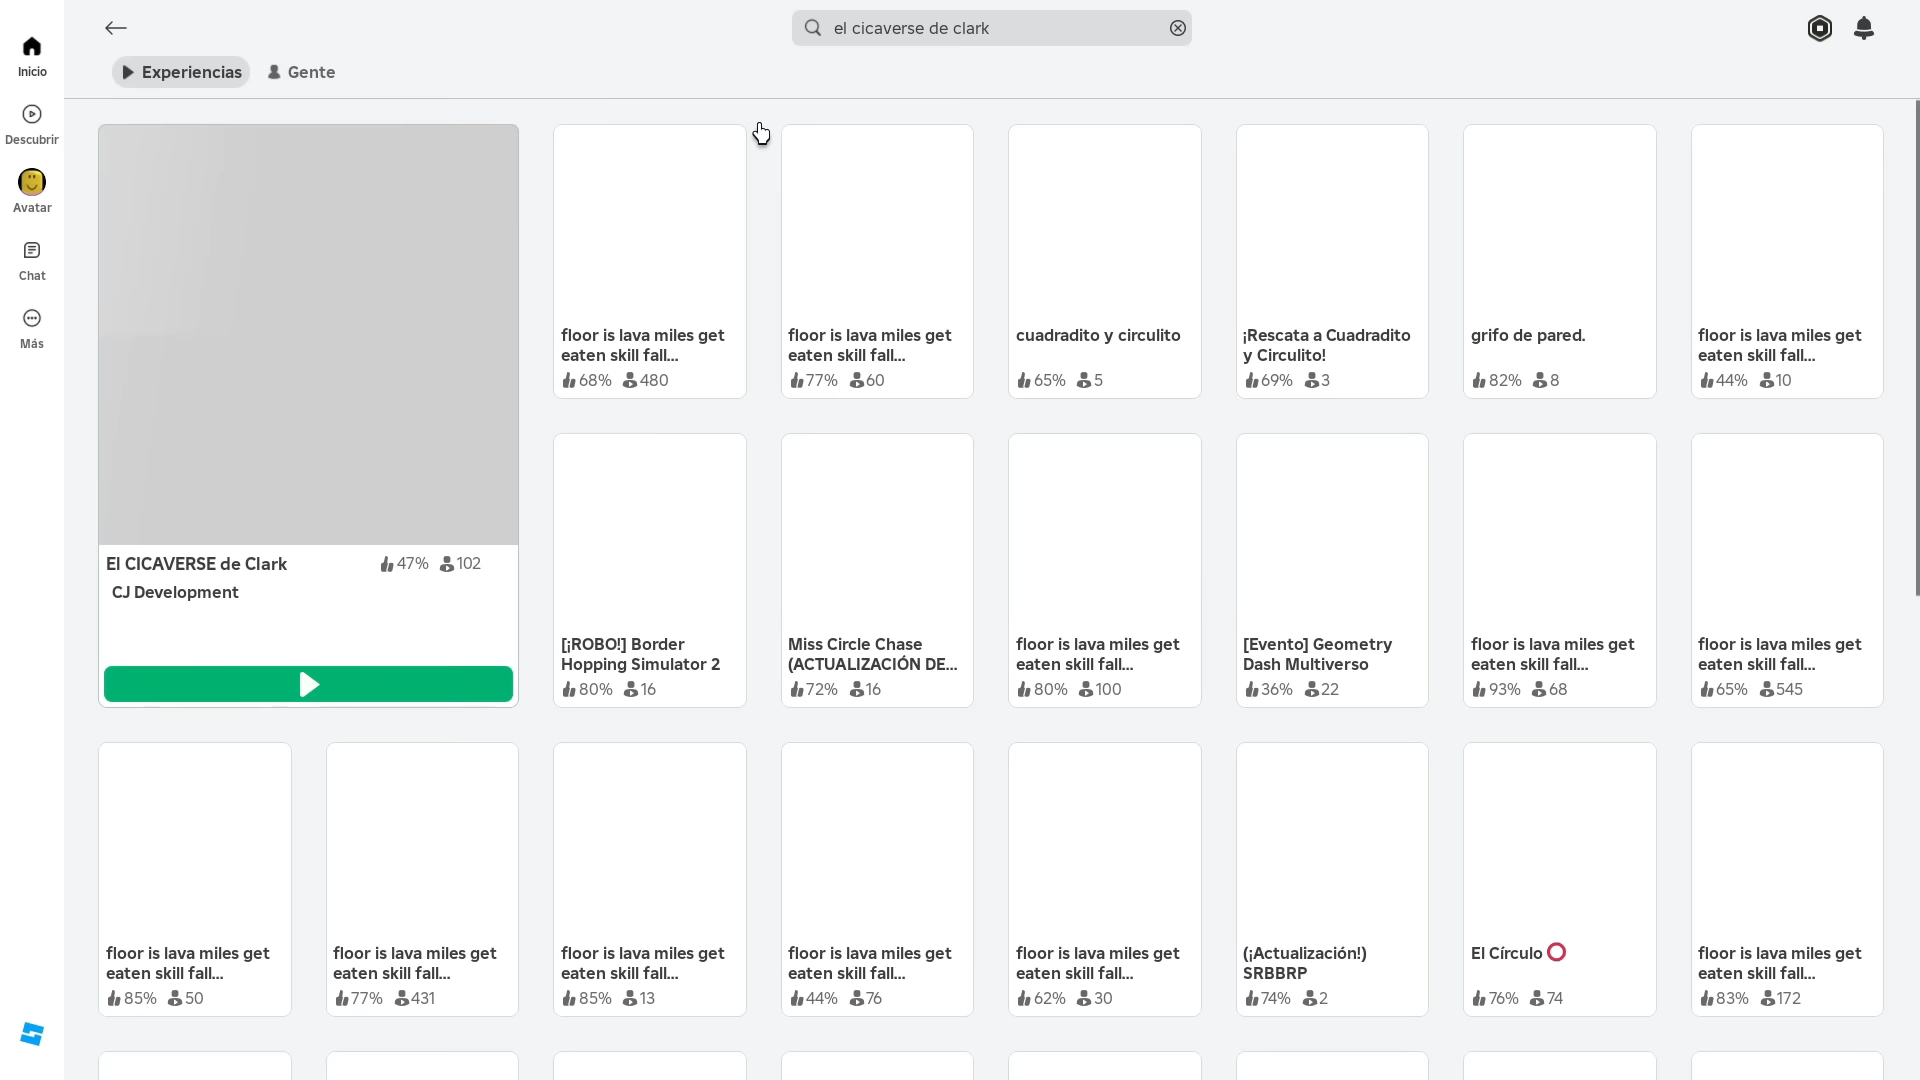 el cicaverse de clark
Inicio
Descubrir
Avatar
Chat
Más
Experiencias
Gente
El CICAVERSE de Clark
47% 102
CJ Development
floor is lava miles get
eaten skill fall...
68% 480
floor is lava miles get
eaten skill fall...
77% 60
cuadradito y circulito
65% 5
¡Rescata a Cuadradito
y Circulito!
69% 3
grifo de pared.
82% 8
floor is lava miles get
eaten skill fall...
44% 10
[¡ROBO!] Border
Hopping Simulator 2
80% 16
Miss Circle Chase
(ACTUALIZACIÓN DE...
72% 16
floor is lava miles get
eaten skill fall...
80% 100
[Evento] Geometry
Dash Multiverso
36% 22
floor is lava miles get
eaten skill fall...
93% 68
floor is lava miles get
eaten skill fall...
65% 545
floor is lava miles get
eaten skill fall...
85% 50
floor is lava miles get
eaten skill fall...
77% 431
floor is lava miles get
eaten skill fall...
85% 13
floor is lava miles get
eaten skill fall...
44% 76
floor is lava miles get
eaten skill fall...
62% 30
(¡Actualización!)
SRBBRP
74% 2
El Círculo ⭕
76% 74
floor is lava miles get
eaten skill fall...
83% 172